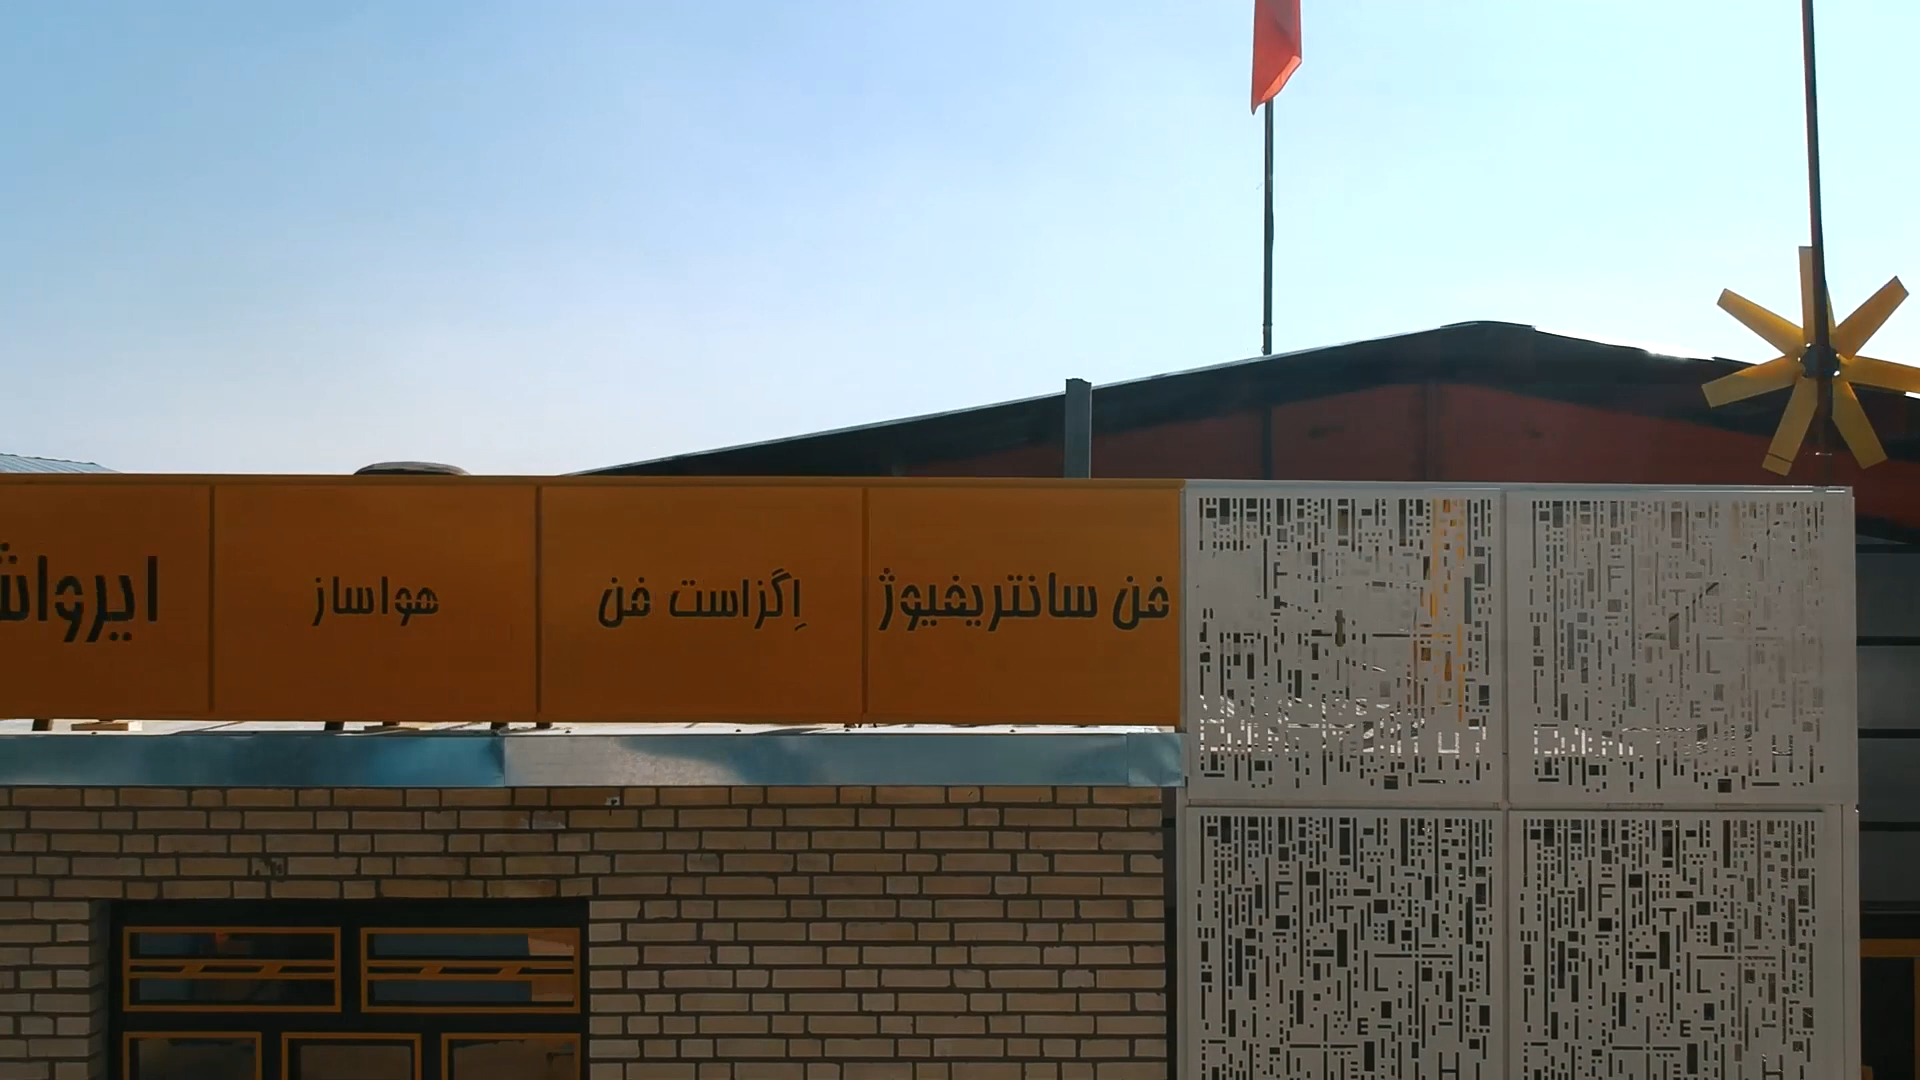 فن سانتریفیوژ
اِگزاست فن
هواساز